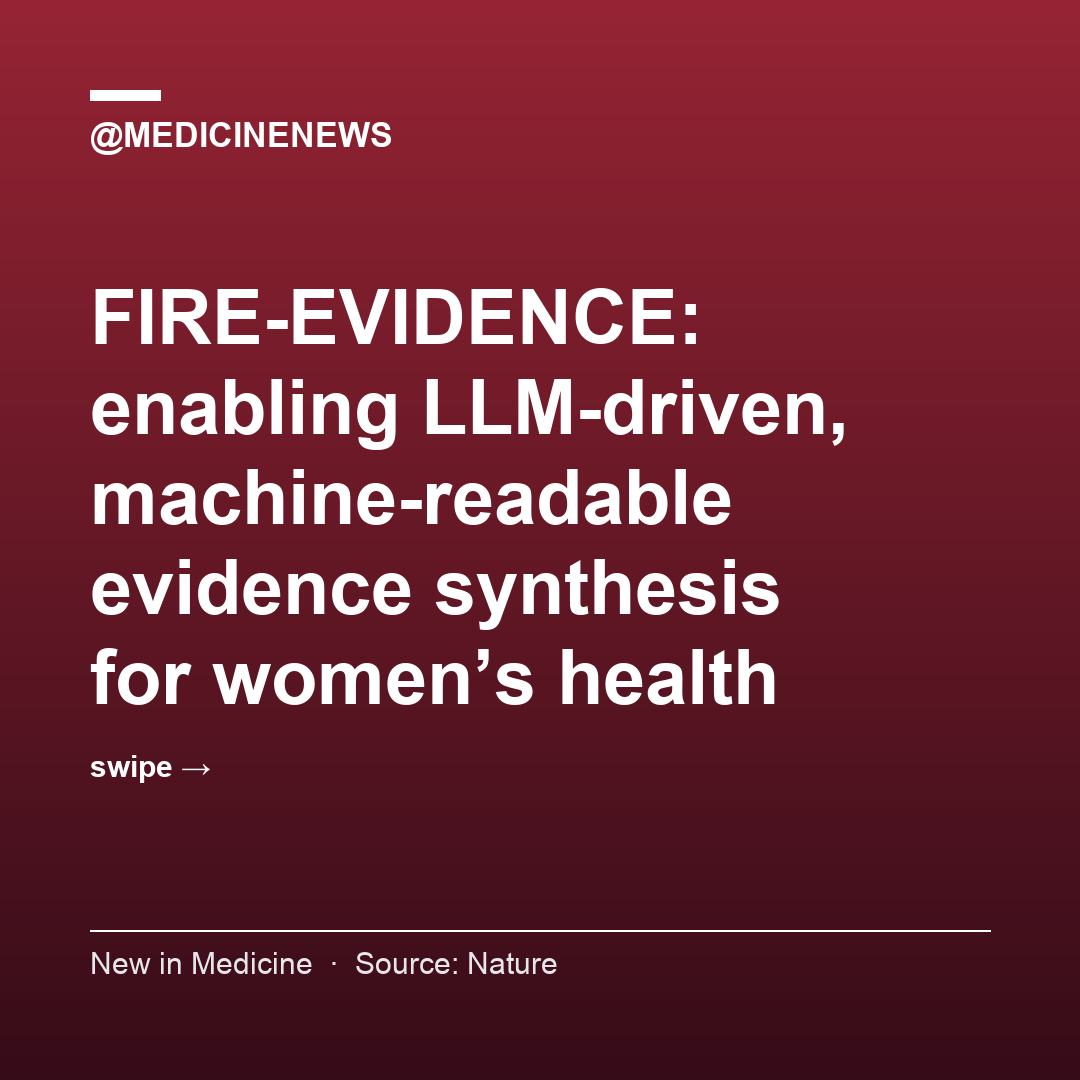 @MEDICINENEWS
FIRE-EVIDENCE:
enabling LLM-driven,
machine-readable
evidence synthesis
for women’s health
swipe →
New in Medicine · Source: Nature